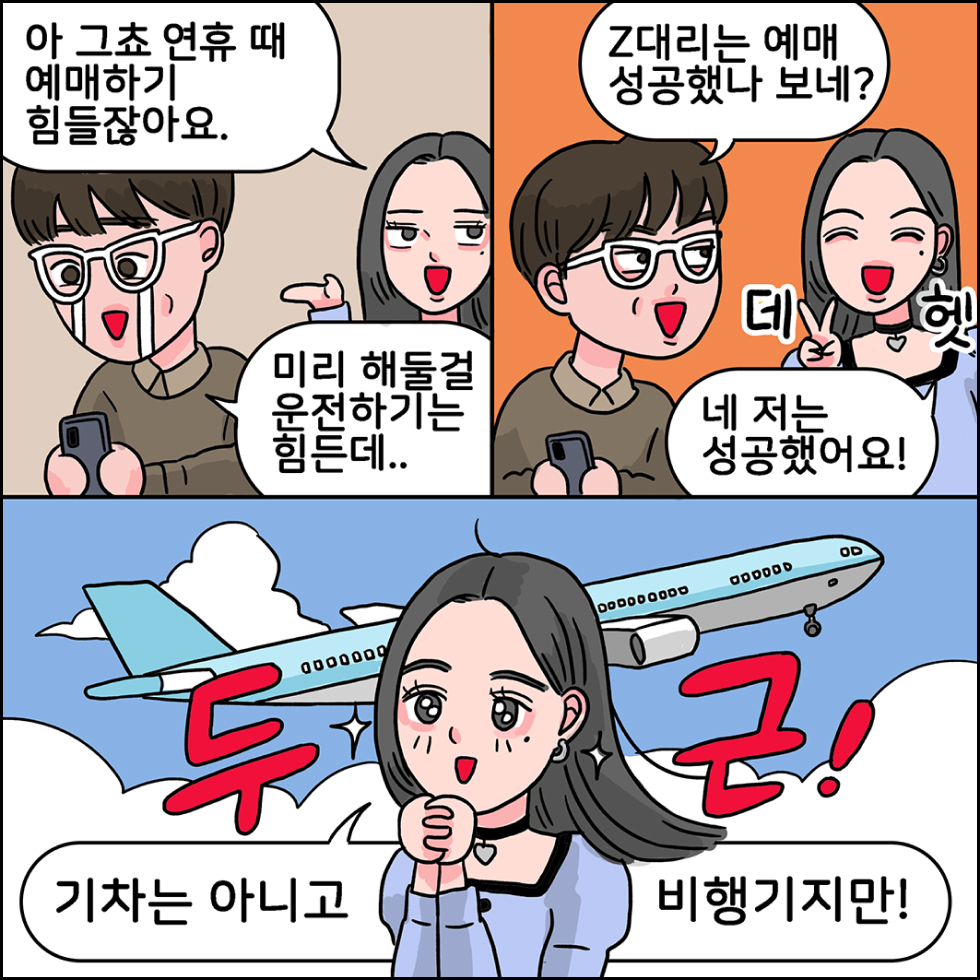 아 그쵸 연휴 때
예매하기
힘들잖아요.
미리 해둘걸
운전하기는
힘든데..
Z대리는 예매
성공했나 보네?
데 헷
네 저는
성공했어요!
두근!
기차는 아니고 비행기지만!